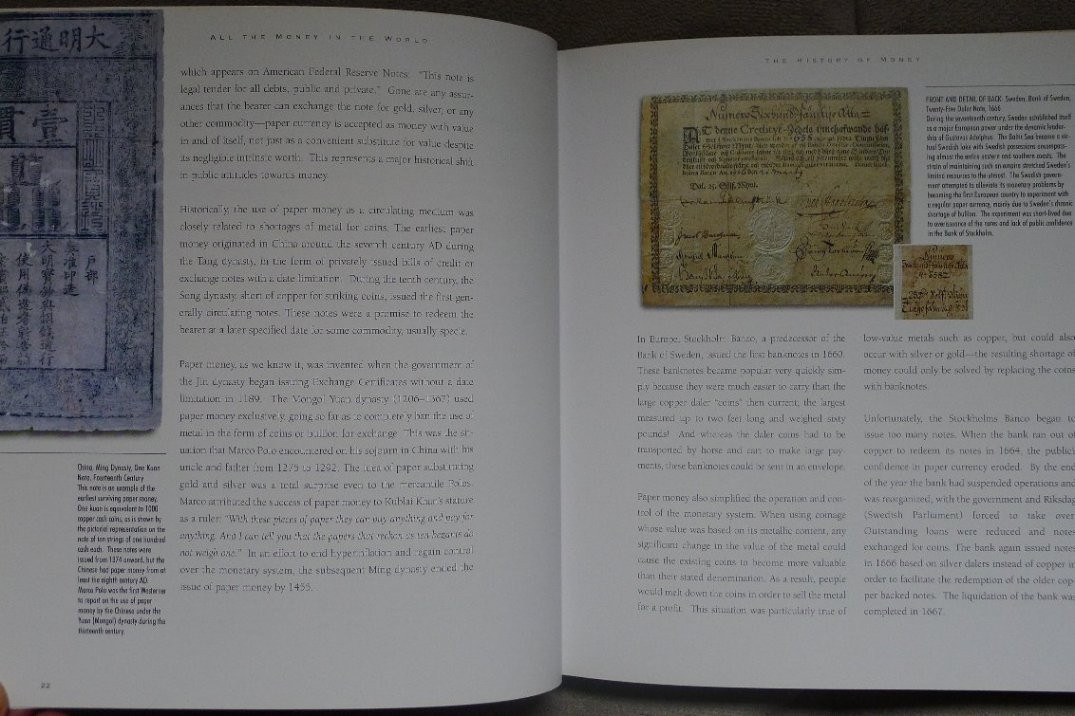 大明通行
壹貫
ALL THE MONEY IN THE WORLD
which appears on American Federal Reserve Notes: "This note is
legal tender for all debts, public and private." Gone are any assur-
ances that the bearer can exchange the note for gold, silver, or any
other commodity—paper currency is accepted as money with value
in and of itself, not just as a convenient substitute for value despite
its negligible intrinsic worth. This represents a major historical shift
in public attitudes towards money.
Historically, the use of paper money as a circulating medium was
closely related to shortages of metal for coins. The earliest paper
money originated in China around the seventh century AD during
the Tang dynasty, in the form of privately issued bills of credit or
exchange notes with a date limitation. During the tenth century, the
Song dynasty, short of copper for striking coins, issued the first gen-
erally circulating notes. These notes were a promise to redeem the
bearer at a later specified date for some commodity, usually specie.
Paper money, as we know it, was invented when the government of
the Jin dynasty began issuing Exchange Certificates without a date
limitation in 1189. The Mongol Yuan dynasty (1206–1367) used
paper money exclusively, going so far as to completely ban the use of
metal in the form of coins or bullion for exchange. This was the sit-
uation that Marco Polo encountered on his sojourn in China with his
uncle and father from 1275 to 1292. The idea of paper substituting
gold and silver was a total surprise even to the mercantile Polos.
Marco attributed the success of paper money to Kublai Khan's stature
as a ruler: "With these pieces of paper they can buy anything and pay for
anything. And I can tell you that the papers that reckon as ten bezants do
not weigh one." In an effort to end hyperinflation and regain control
over the monetary system, the subsequent Ming dynasty ended the
issue of paper money by 1455.
China, Ming Dynasty, One Kuan
Note, Fourteenth Century
This note is an example of the
earliest surviving paper money.
One kuan is equivalent to 1000
copper cash coins, as is shown by
the pictorial representation on the
note of ten strings of one hundred
cash each. These notes were
issued from 1374 onward, but the
Chinese had paper money from at
least the eighth century AD.
Marco Polo was the first Westerner
to report on the use of paper
money by the Chinese under the
Yuan (Mongol) dynasty during the
thirteenth century.
22
THE HISTORY OF MONEY
FRONT AND DETAIL OF BACK: Sweden, Bank of Sweden,
Twenty-Five Daler Note, 1666
During the seventeenth century, Sweden established itself
as a major European power under the dynamic leader-
ship of Gustavus Adolphus. The Baltic Sea became a vir-
tual Swedish lake with Swedish possessions encompass-
ing almost the entire eastern and southern coasts. The
strain of maintaining such an empire stretched Sweden's
limited resources to the utmost. The Swedish govern-
ment attempted to alleviate its monetary problems by
becoming the first European country to experiment with
a regular paper currency, mainly due to Sweden's chronic
shortage of bullion. The experiment was short-lived due
to over-issuance of the notes and lack of public confidence
in the Bank of Stockholm.
In Europe, Stockholms Banco, a predecessor of the
Bank of Sweden, issued the first banknotes in 1660.
These banknotes became popular very quickly sim-
ply because they were much easier to carry than the
large copper daler "coins" then current, the largest
measured up to two feet long and weighed sixty
pounds! And whereas the daler coins had to be
transported by horse and cart to make large pay-
ments, these banknotes could be sent in an envelope.
Paper money also simplified the operation and con-
trol of the monetary system. When using coinage
whose value was based on its metallic content, any
significant change in the value of the metal could
cause the existing coins to become more valuable
than their stated denomination. As a result, people
would melt down the coins in order to sell the metal
for a profit. This situation was particularly true of
low-value metals such as copper, but could also
occur with silver or gold—the resulting shortage of
money could only be solved by replacing the coins
with banknotes.
Unfortunately, the Stockholms Banco began to
issue too many notes. When the bank ran out of
copper to redeem its notes in 1664, the public's
confidence in paper currency eroded. By the end
of the year the bank had suspended operations and
was reorganized, with the government and Riksdag
(Swedish Parliament) forced to take over.
Outstanding loans were reduced and notes
exchanged for coins. The bank again issued notes
in 1666 based on silver dalers instead of copper in
order to facilitate the redemption of the older cop-
per backed notes. The liquidation of the bank was
completed in 1667.